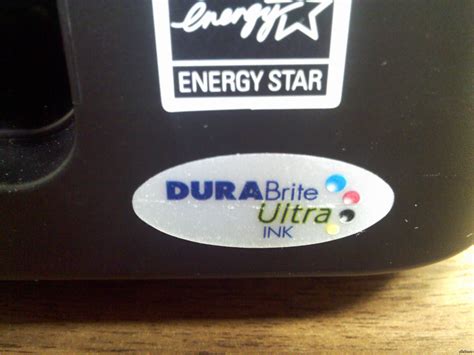 energy
ENERGY STAR
DURABrite
Ultra
INK